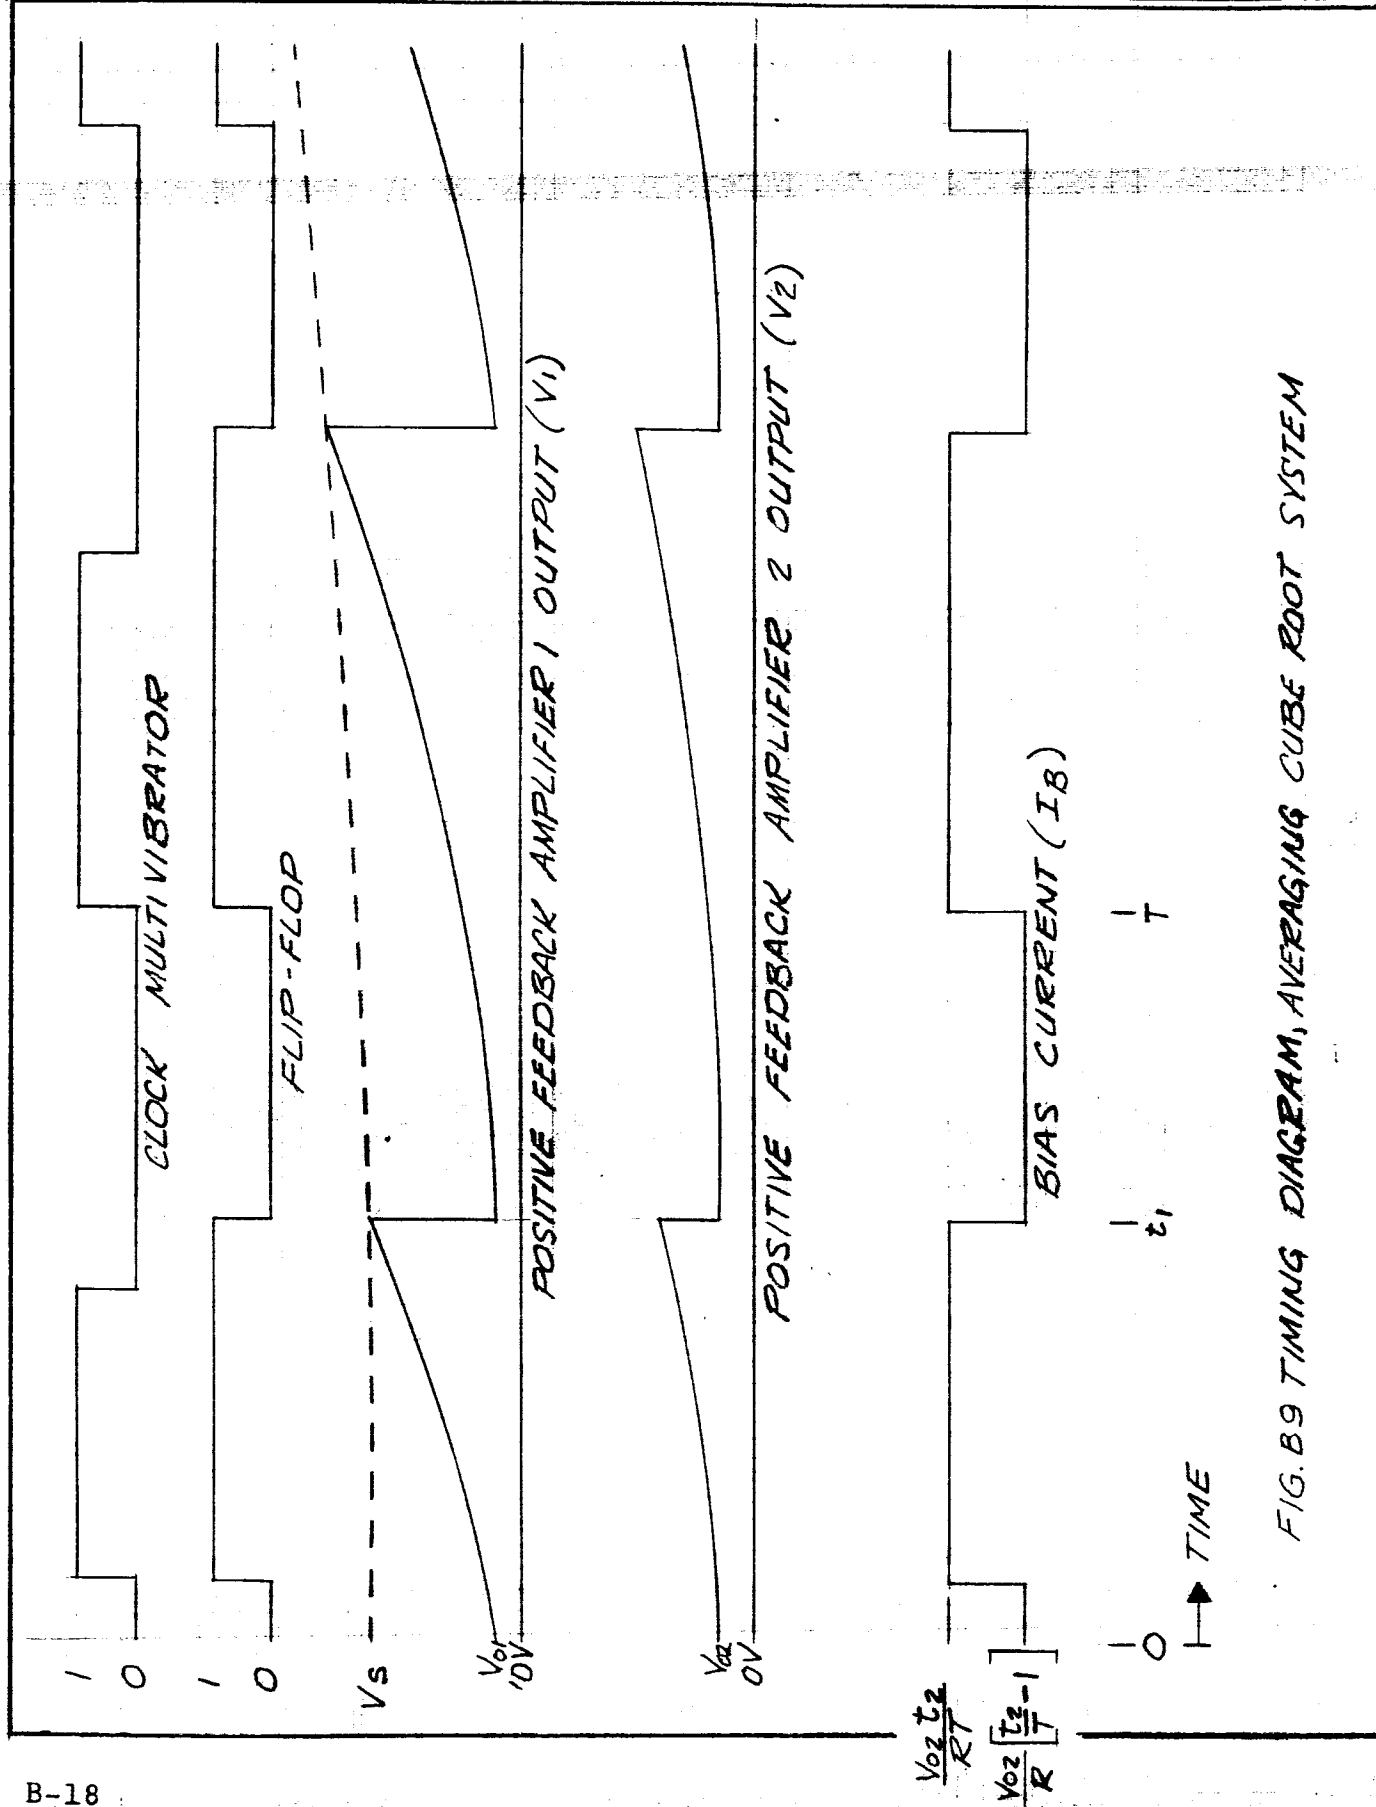 1
0
CLOCK MULTIVIBRATOR
1
0
FLIP-FLOP
Vs
V01
10V
POSITIVE FEEDBACK AMPLIFIER 1 OUTPUT (V1)
V02
0V
POSITIVE FEEDBACK AMPLIFIER 2 OUTPUT (V2)
V02 t2 / RT
V02 / R [t2 / T - 1]
BIAS CURRENT (IB)
0 t1 T
TIME
FIG. B9 TIMING DIAGRAM, AVERAGING CUBE ROOT SYSTEM
B-18